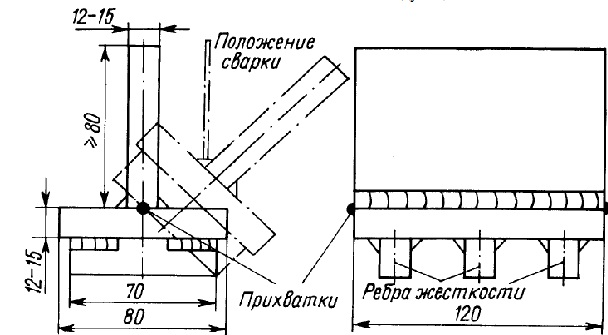 12-15
Положение
сварки
≥80
12-15
70
80
Прихватки
Ребра жесткости
120